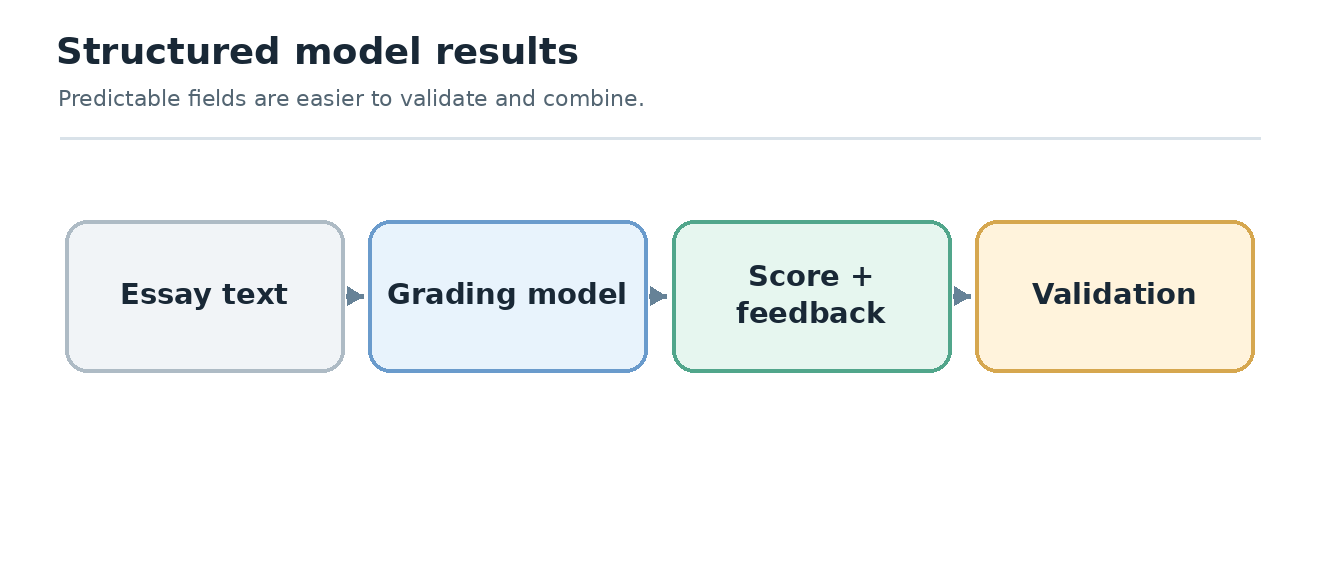 Structured model results
Predictable fields are easier to validate and combine.
Essay text
Grading model
Score +
feedback
Validation